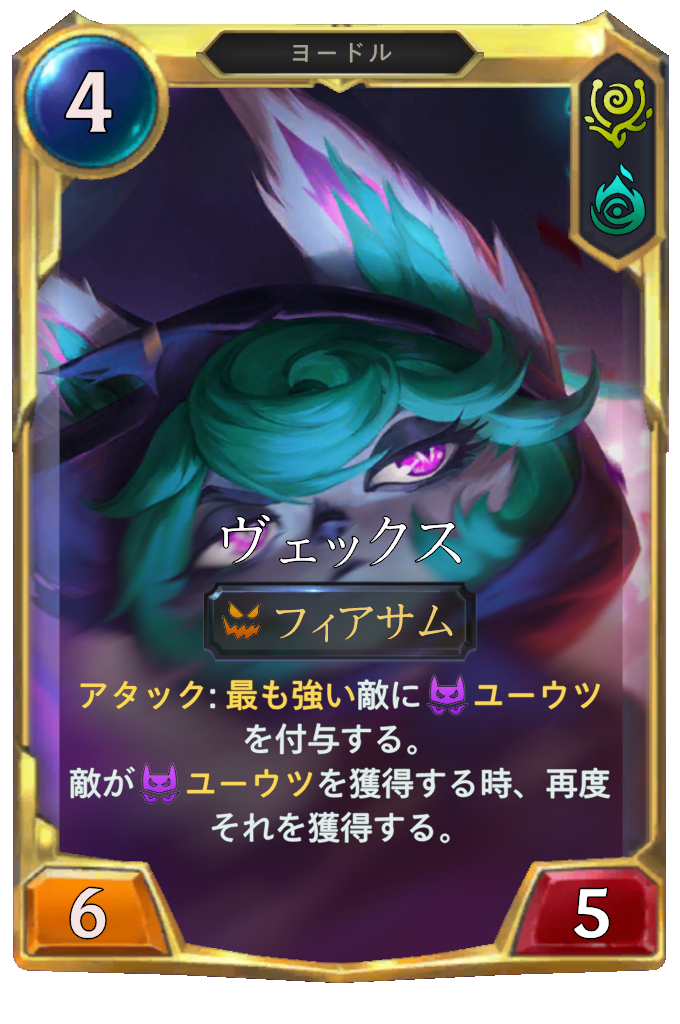 ヨードル
4
ヴェックス
フィアサム
アタック: 最も強い敵にユーウツ
を付与する。
敵がユーウツを獲得する時、再度
それを獲得する。
6
5